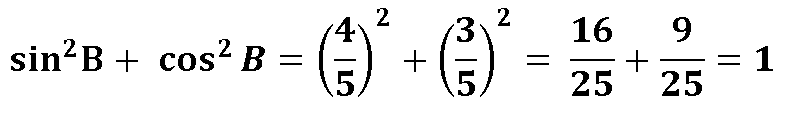 sin²B + cos² B = (4/5)² + (3/5)² = 16/25 + 9/25 = 1